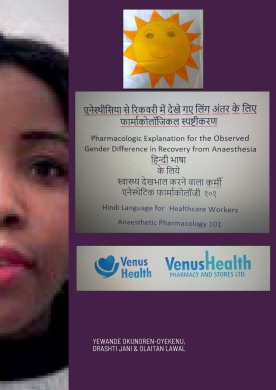 एनेस्थीसिया से रिकवरी में देखे गए लिंग अंतर के लिए
फार्माकोलॉजिकल स्पष्टीकरण
Pharmacologic Explanation for the Observed
Gender Difference in Recovery from Anaesthesia
हिन्दी भाषा
के लिये
स्वास्थ्य देखभाल करने वाला कर्मी
एनेस्थेटिक फार्माकोलॉजी १०१
Hindi Language for Healthcare Workers
Anaesthetic Pharmacology 101
Venus
Health
VenusHealth
PHARMACY AND STORES LTD.
YEWANDE OKUNOREN-OYEKENU,
DRASHTI JANI & OLAITAN LAWAL